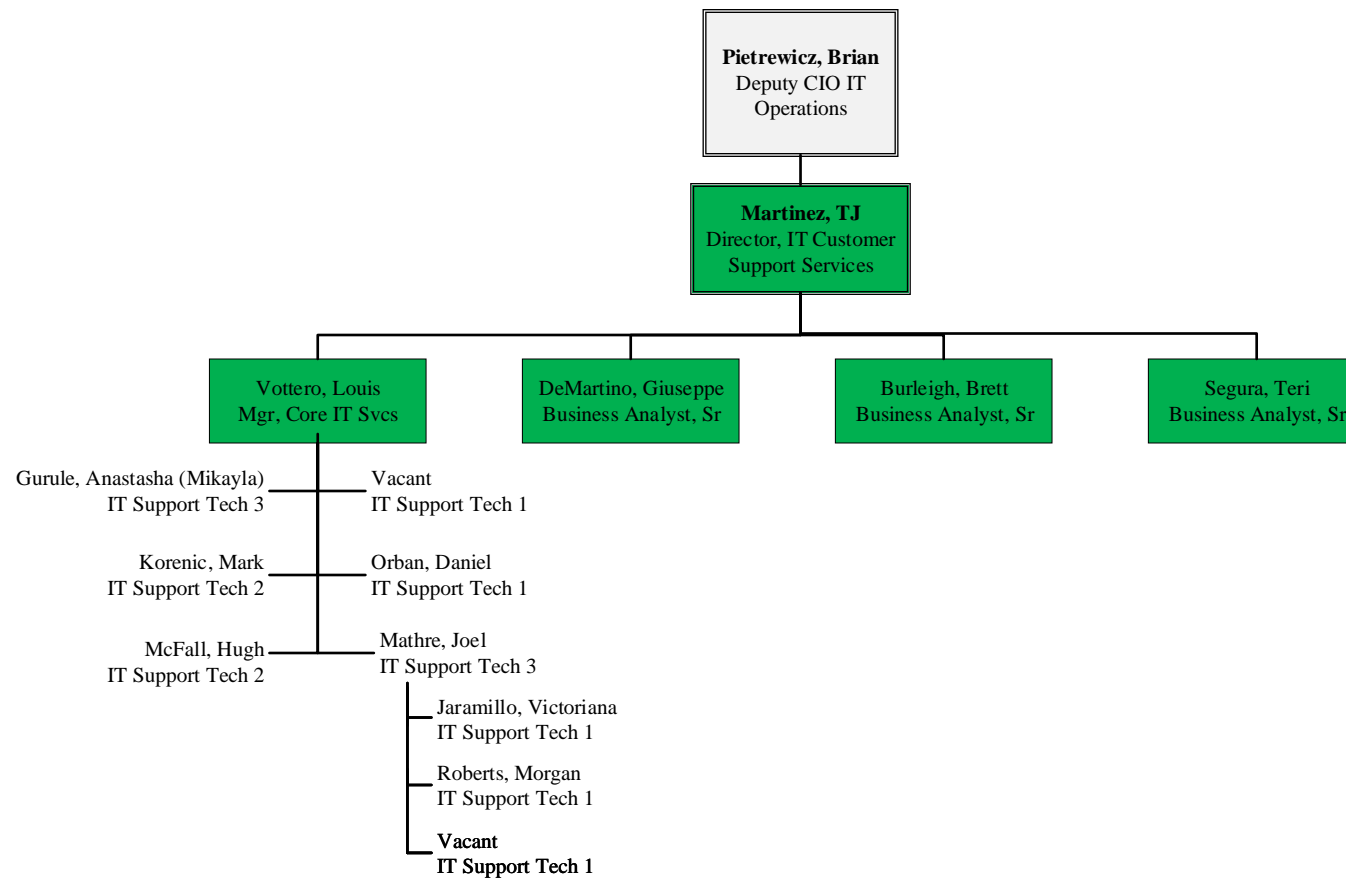 Pietrewicz, Brian
Deputy CIO IT
Operations
Martinez, TJ
Director, IT Customer
Support Services
Vottero, Louis
Mgr, Core IT Svcs
DeMartino, Giuseppe
Business Analyst, Sr
Burleigh, Brett
Business Analyst, Sr
Segura, Teri
Business Analyst, Sr
Gurule, Anastasha (Mikayla)
IT Support Tech 3
Vacant
IT Support Tech 1
Korenic, Mark
IT Support Tech 2
Orban, Daniel
IT Support Tech 1
McFall, Hugh
IT Support Tech 2
Mathre, Joel
IT Support Tech 3
Jaramillo, Victoriana
IT Support Tech 1
Roberts, Morgan
IT Support Tech 1
Vacant
IT Support Tech 1